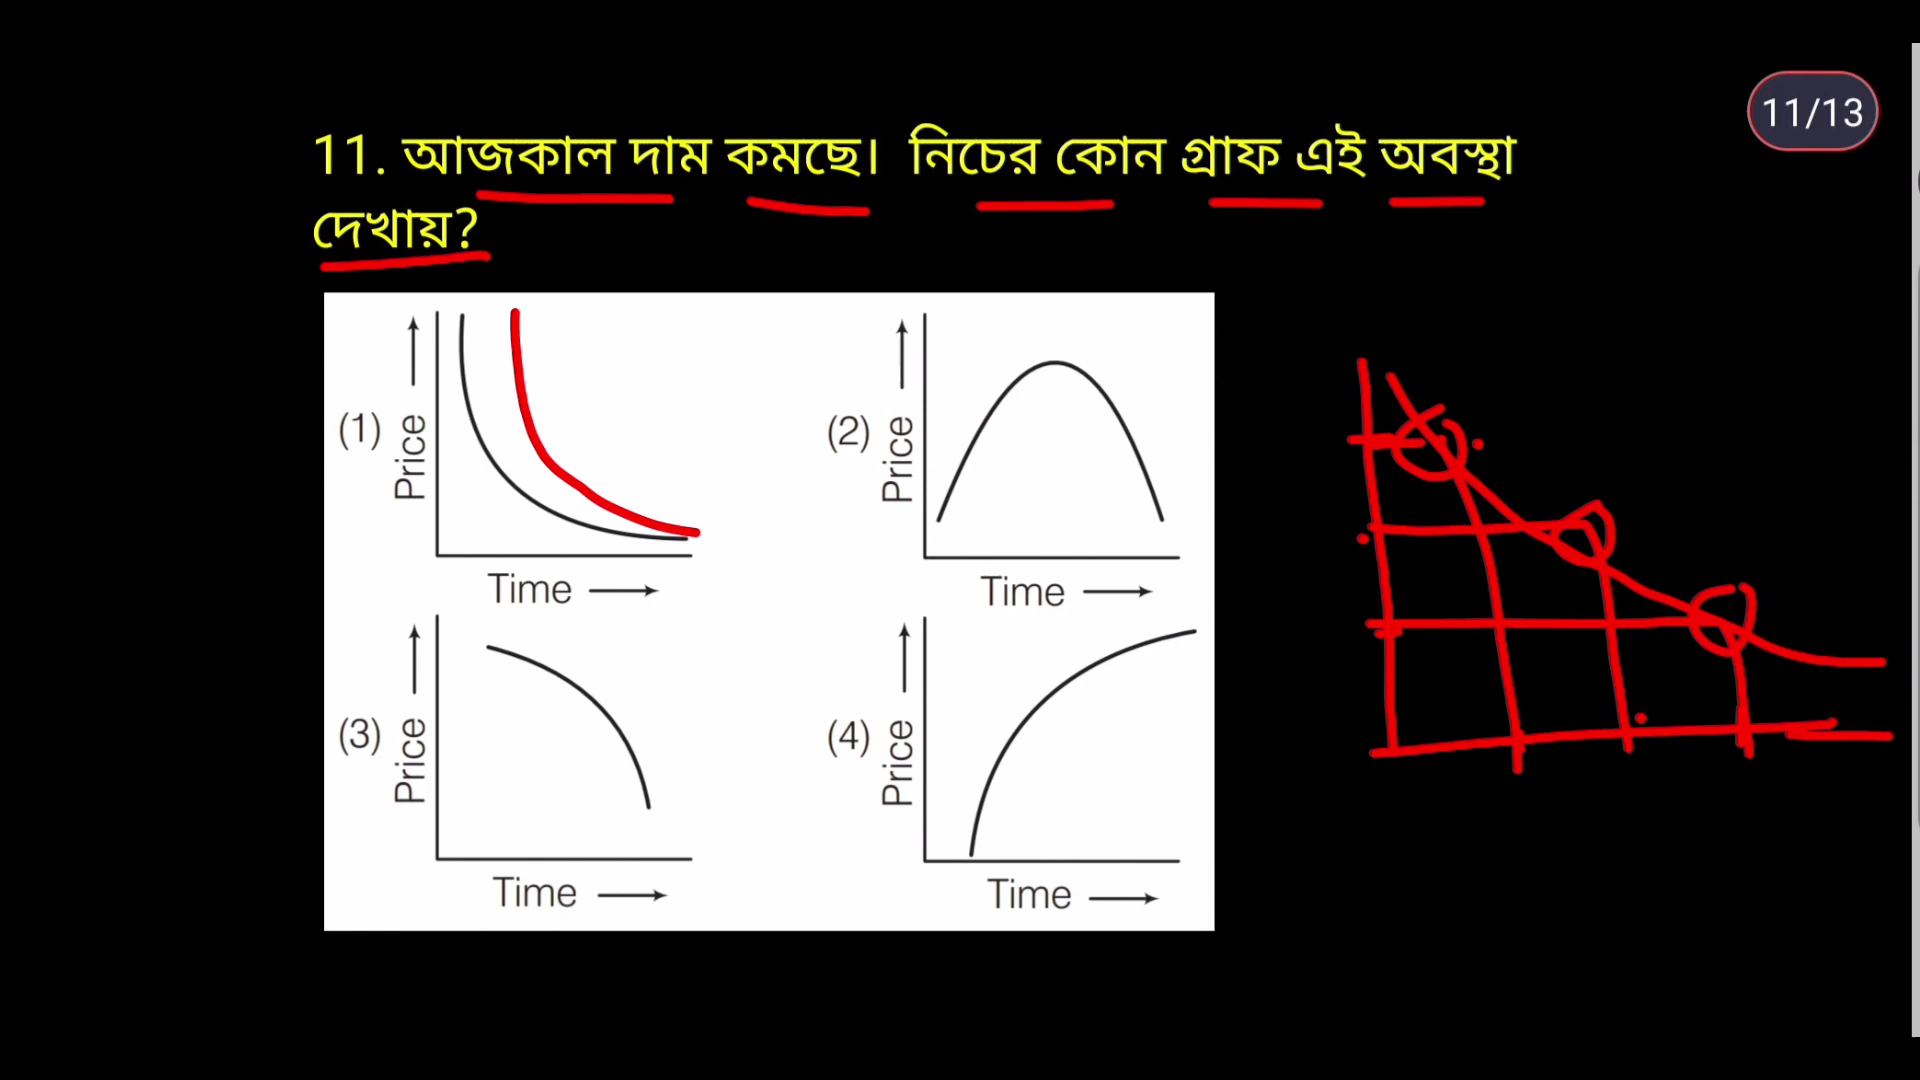 11/13
11. আজকাল দাম কমছে। নিচের কোন গ্রাফ এই অবস্থা
দেখায়?
(1) Price
Time
(2) Price
Time
(3) Price
Time
(4) Price
Time